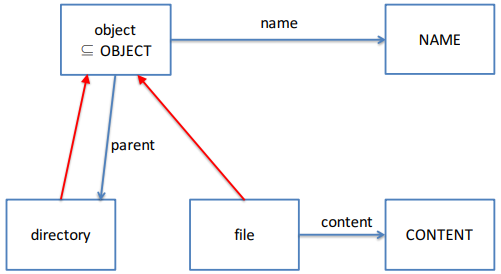 object
⊆ OBJECT
name
NAME
parent
directory
file
content
CONTENT